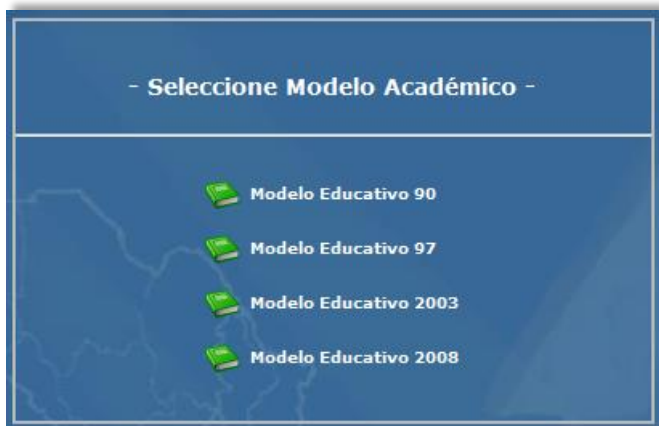 - Seleccione Modelo Académico -
Modelo Educativo 90
Modelo Educativo 97
Modelo Educativo 2003
Modelo Educativo 2008